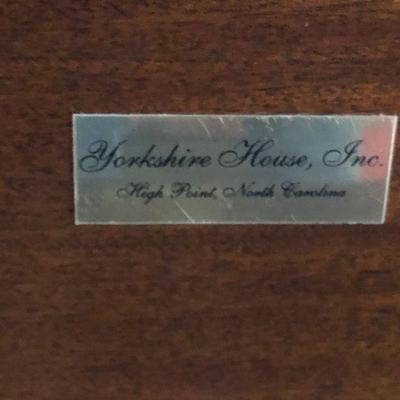 Yorkshire House, Inc.
High Point, North Carolina